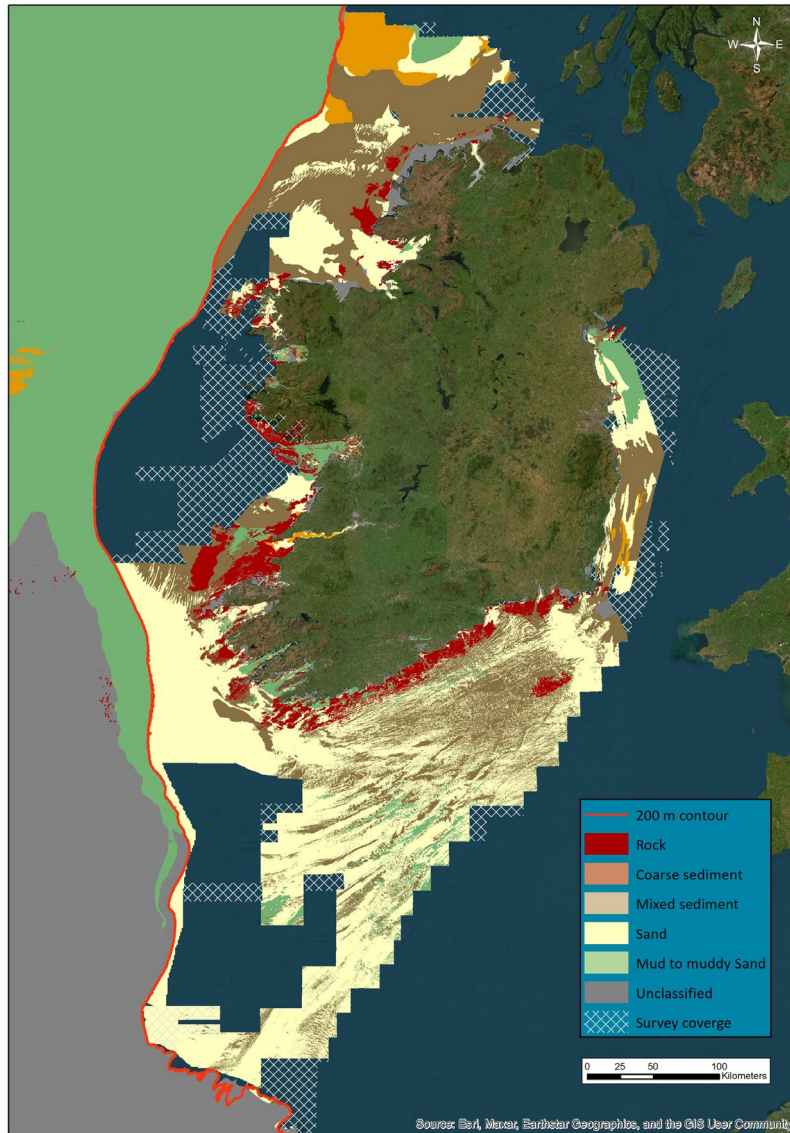 N
W E
S
200 m contour
Rock
Coarse sediment
Mixed sediment
Sand
Mud to muddy Sand
Unclassified
Survey coverge
0 25 50 100
Kilometers
Source: Esri, Maxar, Earthstar Geographics, and the GIS User Community